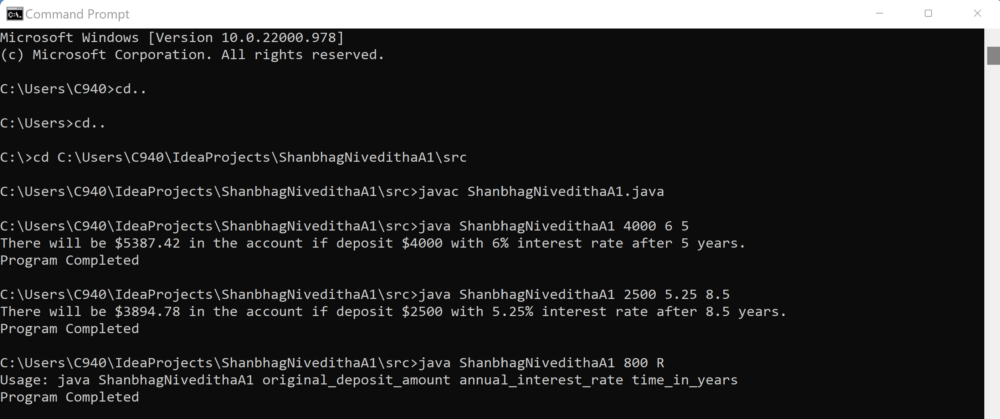 Command Prompt
Microsoft Windows [Version 10.0.22000.978]
(c) Microsoft Corporation. All rights reserved.
C:\Users\C940>cd..
C:\Users>cd..
C:\>cd C:\Users\C940\IdeaProjects\ShanbhagNivedithaA1\src
C:\Users\C940\IdeaProjects\ShanbhagNivedithaA1\src>javac ShanbhagNivedithaA1.java
C:\Users\C940\IdeaProjects\ShanbhagNivedithaA1\src>java ShanbhagNivedithaA1 4000 6 5
There will be $5387.42 in the account if deposit $4000 with 6% interest rate after 5 years.
Program Completed
C:\Users\C940\IdeaProjects\ShanbhagNivedithaA1\src>java ShanbhagNivedithaA1 2500 5.25 8.5
There will be $3894.78 in the account if deposit $2500 with 5.25% interest rate after 8.5 years.
Program Completed
C:\Users\C940\IdeaProjects\ShanbhagNivedithaA1\src>java ShanbhagNivedithaA1 800 R
Usage: java ShanbhagNivedithaA1 original_deposit_amount annual_interest_rate time_in_years
Program Completed